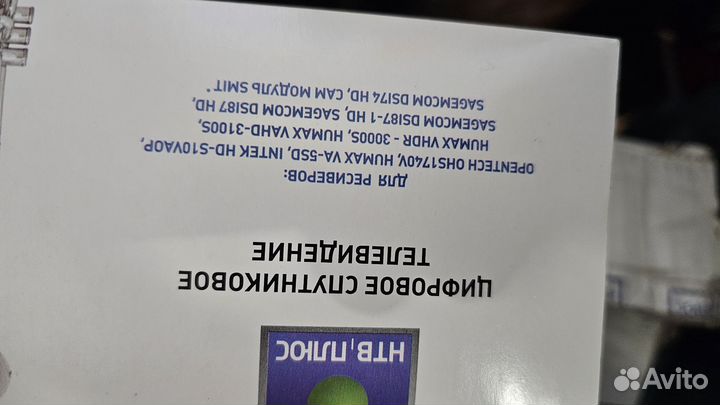 НТВ ПЛЮС
ЦИФРОВОЕ СПУТНИКОВОЕ
ТЕЛЕВИДЕНИЕ
ДЛЯ РЕСИВЕРОВ:
OPENTECH OHS1740V, HUMAX VA-5SD, INTEK HD-S10VAOP,
HUMAX VHDR - 3000S, HUMAX VAHD-3100S,
SAGEMCOM DSI87-1 HD, SAGEMCOM DSI87 HD,
SAGEMCOM DSI74 HD, CAM МОДУЛЬ SMIT *
Avito